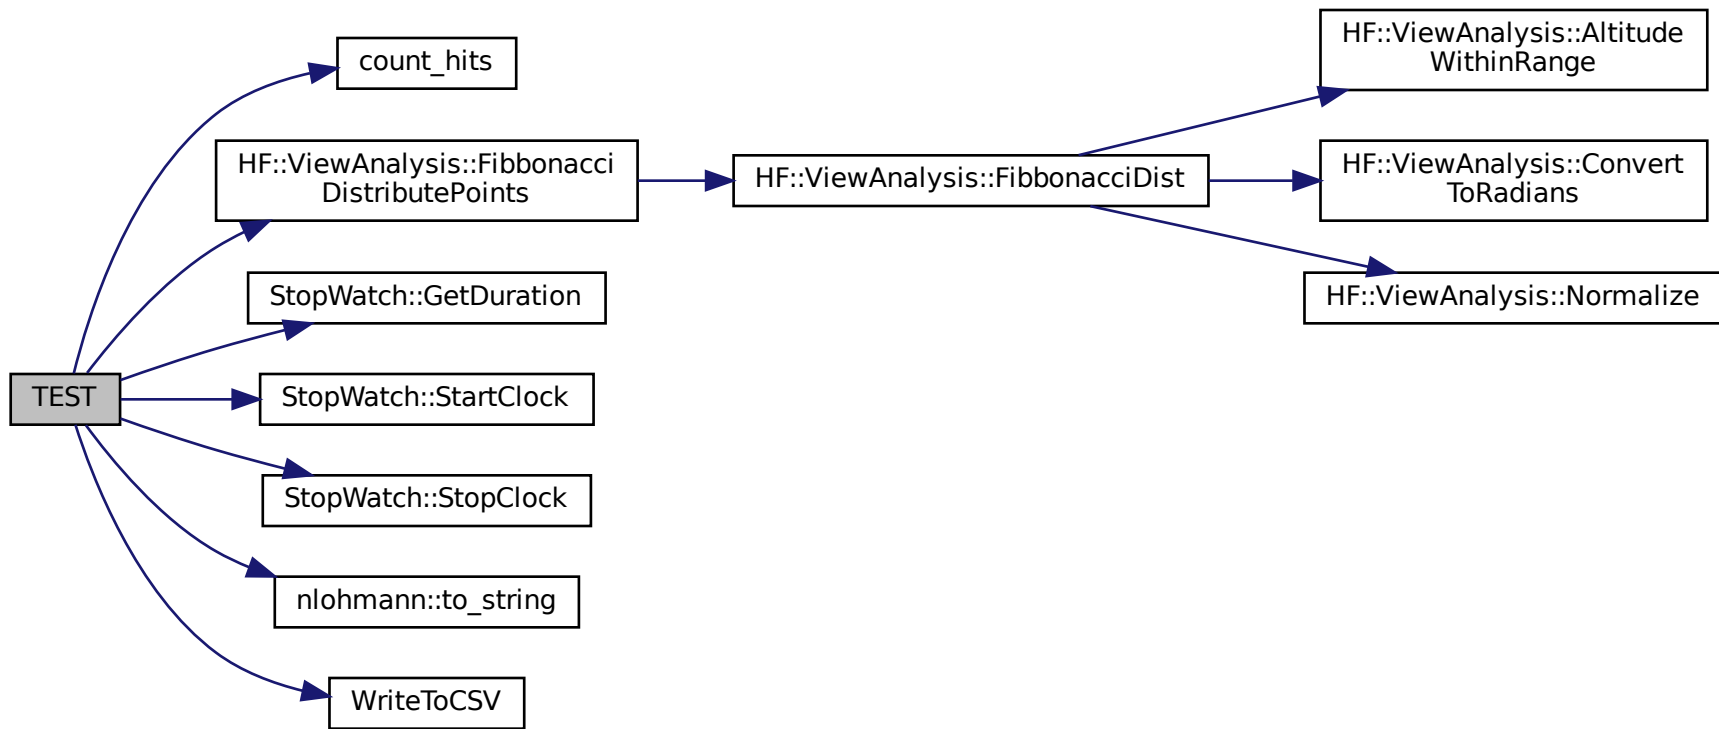 TEST
count_hits
HF::ViewAnalysis::Fibbonacci
DistributePoints
StopWatch::GetDuration
StopWatch::StartClock
StopWatch::StopClock
nlohmann::to_string
WriteToCSV
HF::ViewAnalysis::FibbonacciDist
HF::ViewAnalysis::Altitude
WithinRange
HF::ViewAnalysis::Convert
ToRadians
HF::ViewAnalysis::Normalize